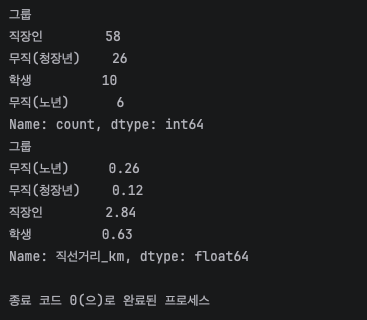 그룹
직장인 58
무직(청장년) 26
학생 10
무직(노년) 6
Name: count, dtype: int64
그룹
무직(노년) 0.26
무직(청장년) 0.12
직장인 2.84
학생 0.63
Name: 직선거리_km, dtype: float64
종료 코드 0(으)로 완료된 프로세스